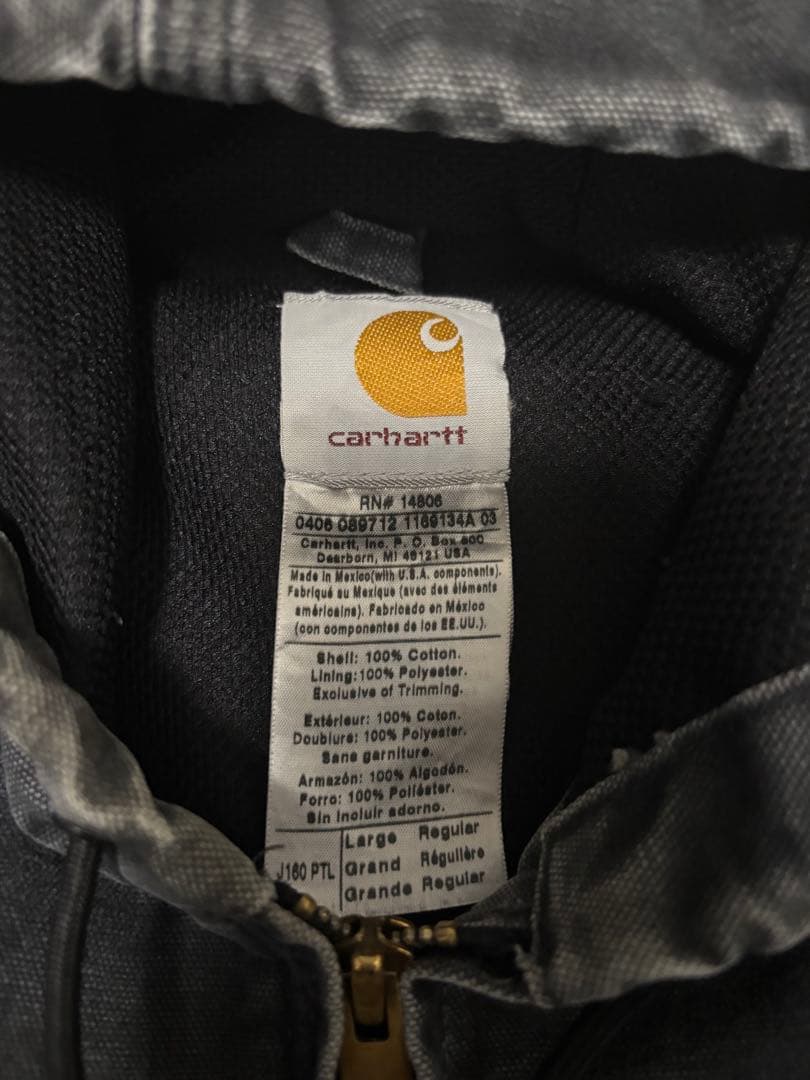 carhartt
RN# 14806
0406 089712 1169134A 03
Carhartt, Inc. P. O. Box 600
Dearborn, MI 48121 USA
Made in Mexico(with U.S.A. components).
Fabriqué au Mexique (avec des éléments
américains). Fabricado en México
(con componentes de los EE.UU.).
Shell: 100% Cotton.
Lining:100% Polyester.
Exclusive of Trimming.
Extérieur: 100% Coton.
Doublure: 100% Polyester.
Sans garniture.
Armazón: 100% Algodón.
Forro: 100% Poliéster.
Sin incluir adorno.
J160 PTL
Large Regular
Grand Régulière
Grande Regular